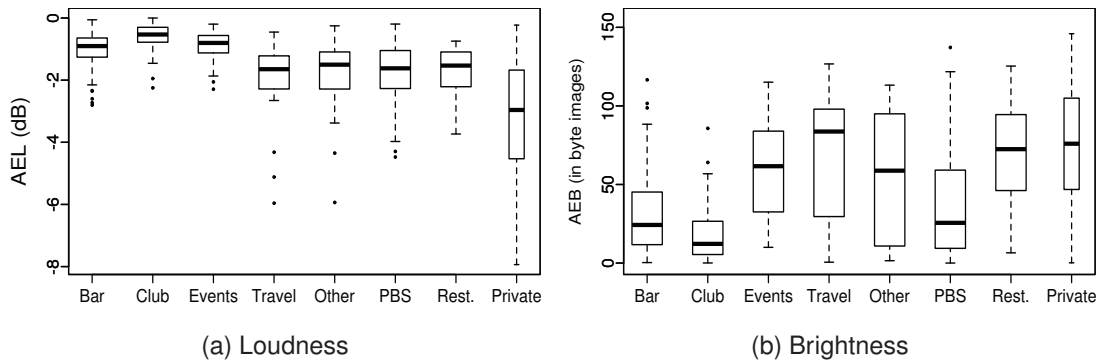 AEL (dB)
0
-2
-4
-6
-8
Bar Club Events Travel Other PBS Rest. Private
(a) Loudness
AEB (in byte images)
150
100
50
0
Bar Club Events Travel Other PBS Rest. Private
(b) Brightness